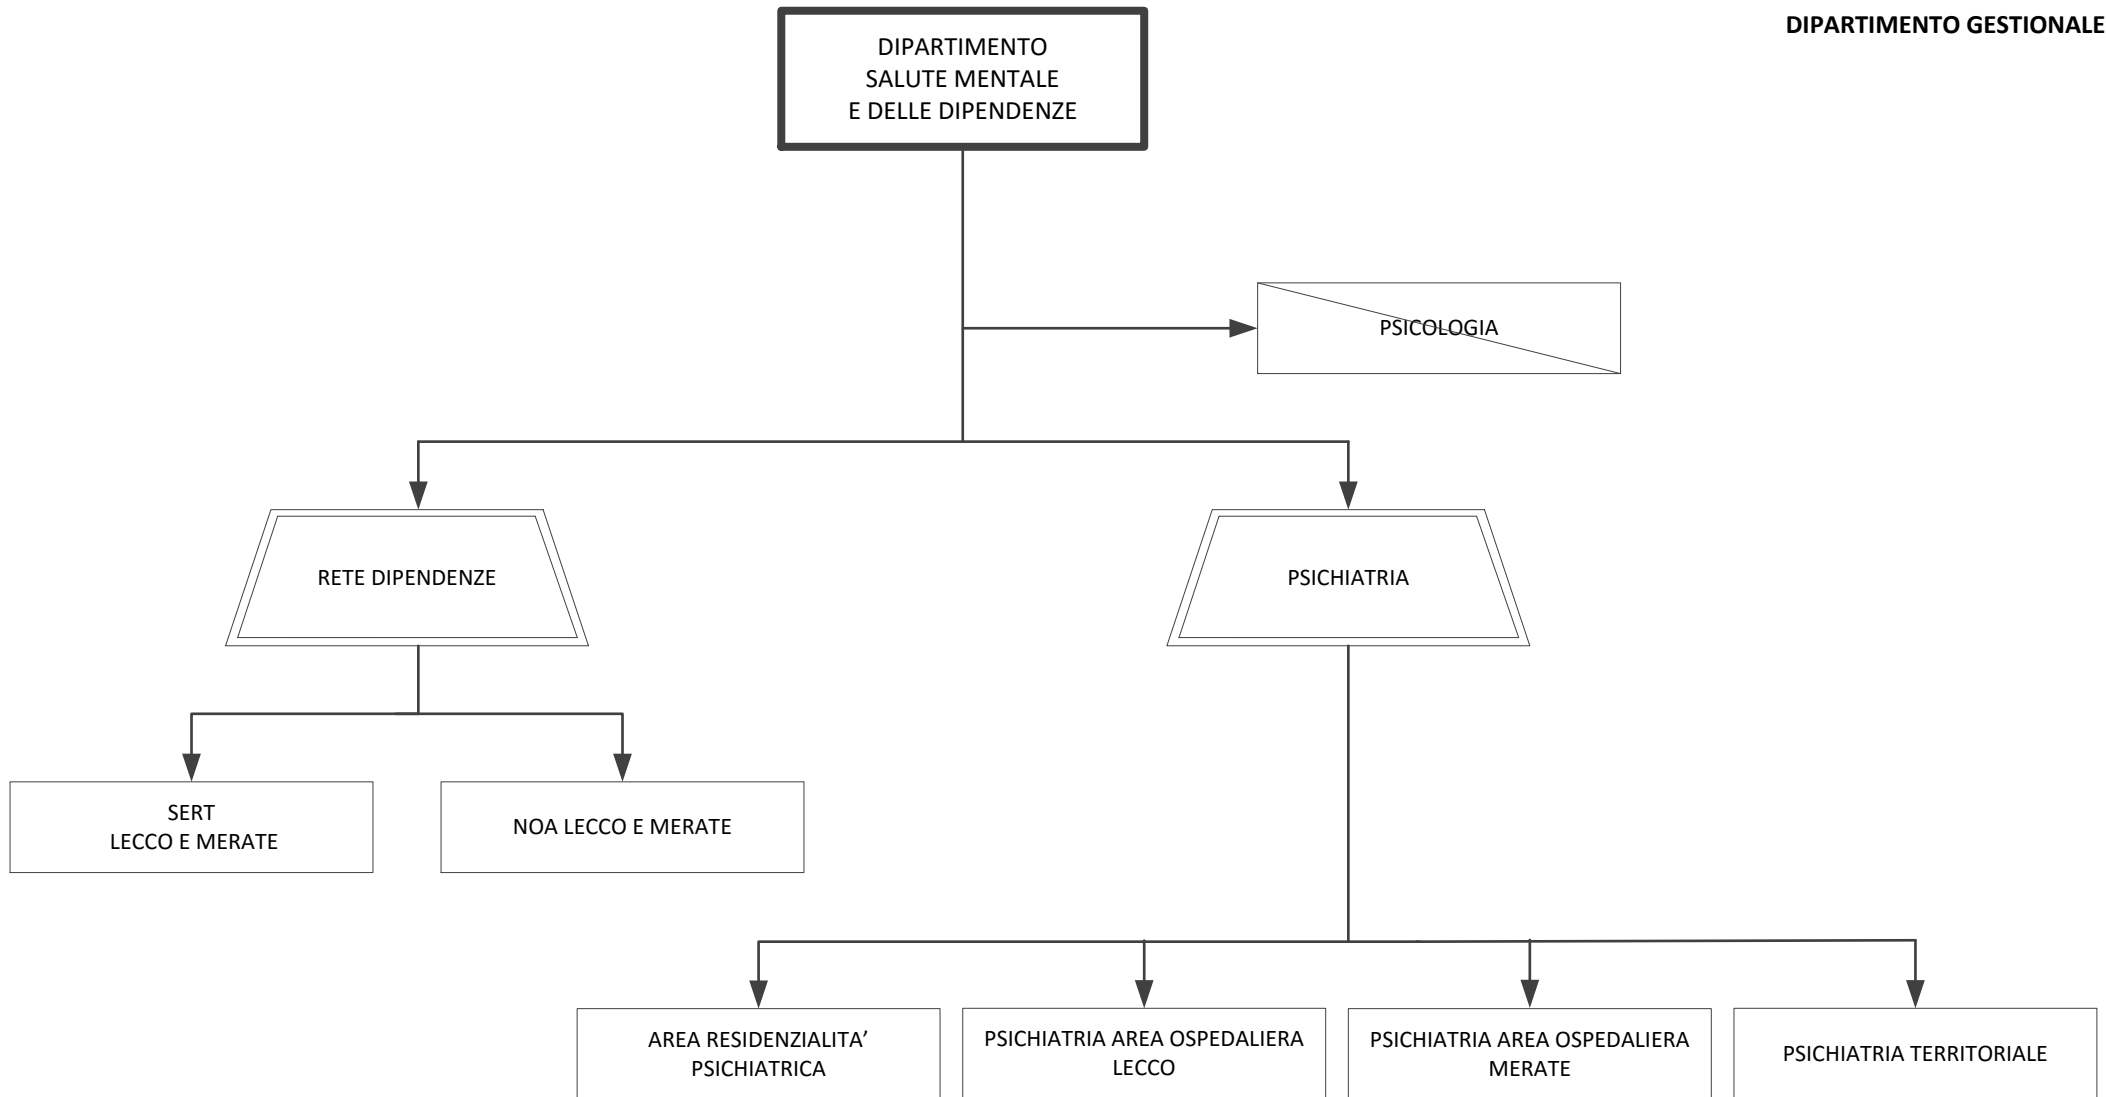 DIPARTIMENTO GESTIONALE
DIPARTIMENTO
SALUTE MENTALE
E DELLE DIPENDENZE
PSICOLOGIA
RETE DIPENDENZE
PSICHIATRIA
SERT
LECCO E MERATE
NOA LECCO E MERATE
AREA RESIDENZIALITA’
PSICHIATRICA
PSICHIATRIA AREA OSPEDALIERA
LECCO
PSICHIATRIA AREA OSPEDALIERA
MERATE
PSICHIATRIA TERRITORIALE